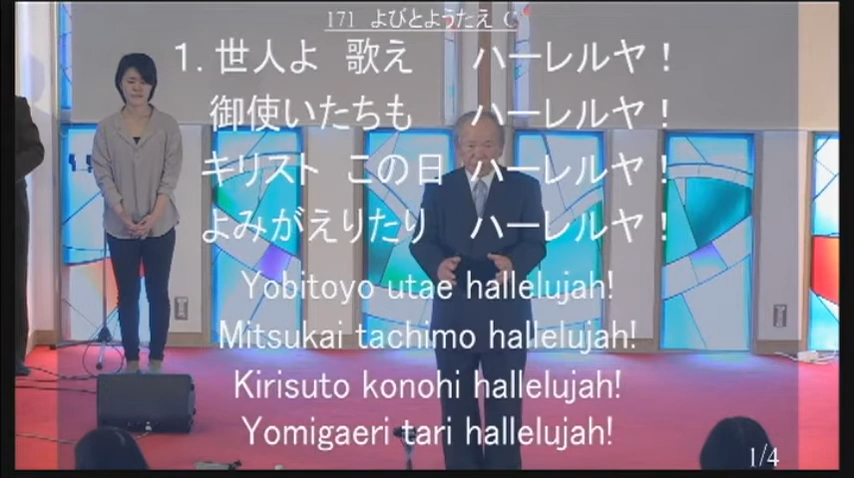 171 よびとようたえ C
1. 世人よ 歌え ハーレルヤ！
御使いたちも ハーレルヤ！
キリスト この日 ハーレルヤ！
よみがえりたり ハーレルヤ！
Yobitoyo utae hallelujah!
Mitsukai tachimo hallelujah!
Kirisuto konohi hallelujah!
Yomigaeri tari hallelujah!
1/4